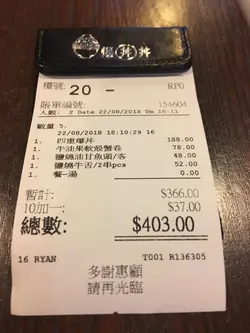 檯號: 20 - RP0
賬單編號: 154604
人數: 2 Date 22/08/2018 Tm 18:11
數量 5.
22/08/2018 18:10:29 16
1 四重爆丼 188.00
1 牛油果軟殼蟹卷 78.00
1 鹽燒油甘魚頭/客 48.00
1 鹽燒牛舌/2串pcs 52.00
1 餐-湯 0.00
暫計: $366.00
10加一: $37.00
總數: $403.00
16 RYAN T001 R136305
多謝惠顧
請再光臨